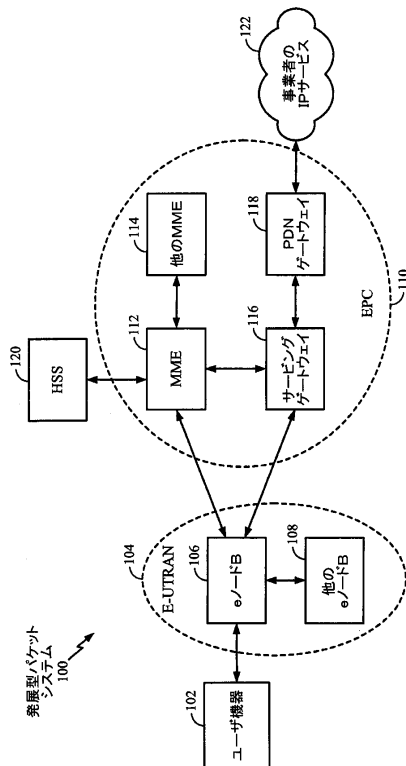 発展型パケット
システム
100
ユーザ機器
102
E-UTRAN
104
eノードB
106
他の
eノードB
108
HSS
120
MME
112
他のMME
114
サービング
ゲートウェイ
116
PDN
ゲートウェイ
118
EPC
110
事業者の
IPサービス
122